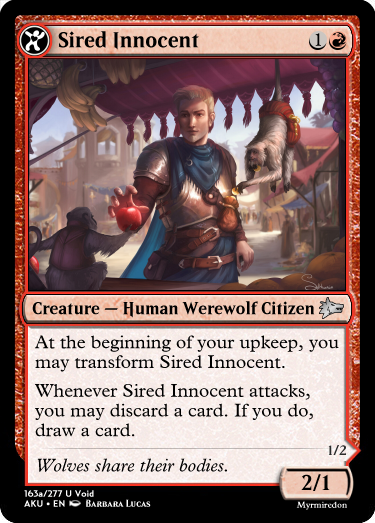 Sired Innocent 1
Creature — Human Werewolf Citizen
At the beginning of your upkeep, you
may transform Sired Innocent.
Whenever Sired Innocent attacks,
you may discard a card. If you do,
draw a card.
1/2
Wolves share their bodies.
2/1
163a/277 U Void
AKU • EN Barbara Lucas
Myrmiredon